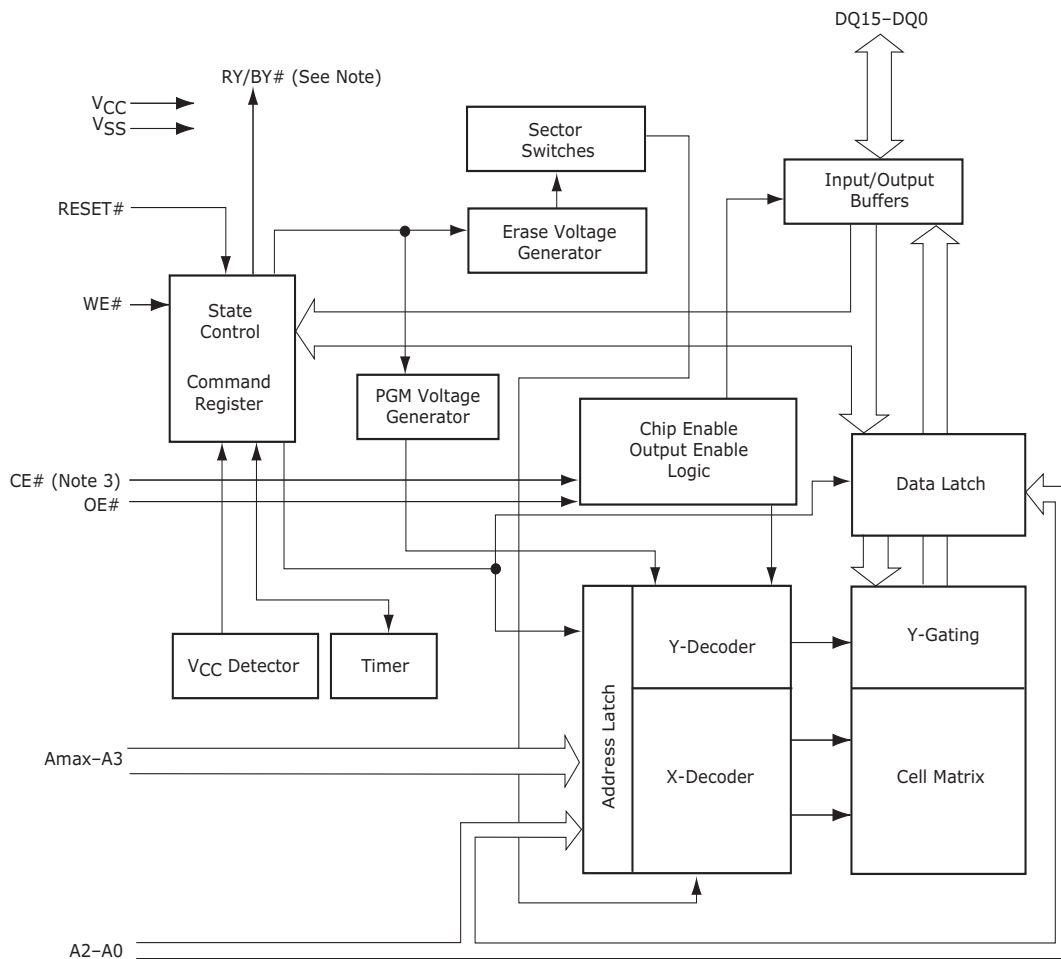 DQ15–DQ0
RY/BY# (See Note)
VCC
VSS
Sector
Switches
Input/Output
Buffers
RESET#
Erase Voltage
Generator
WE#
State
Control
Command
Register
PGM Voltage
Generator
Chip Enable
Output Enable
Logic
CE# (Note 3)
OE#
Data Latch
VCC Detector
Timer
Address Latch
Y-Decoder
Y-Gating
Amax–A3
X-Decoder
Cell Matrix
A2–A0